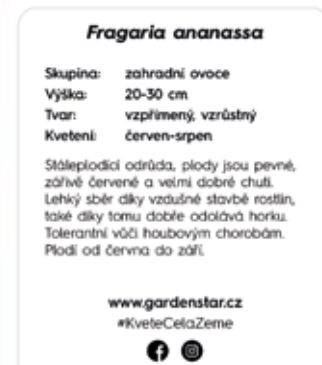 Fragaria ananassa
Skupina: zahradní ovoce
Výška: 20-30 cm
Tvar: vzpřímený, vzrůstný
Kvetení: červen-srpen
Stáleplodící odrůda, plody jsou pevné,
zářivě červené a velmi dobré chuti.
Lehký sběr díky vzdušné stavbě rostlin,
také díky tomu dobře odolává horku.
Tolerantní vůči houbovým chorobám.
Plodí od června do září.
www.gardenstar.cz
#KveteCelaZeme